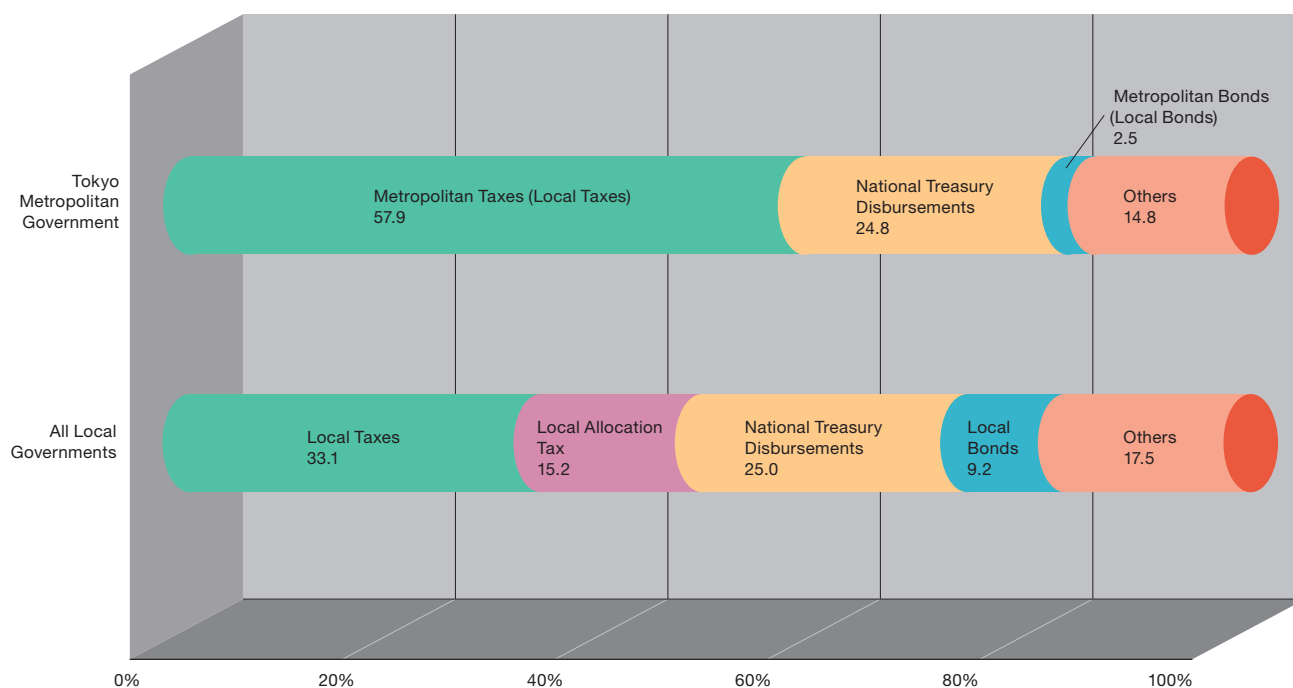 Metropolitan Bonds
(Local Bonds)
2.5
Tokyo
Metropolitan
Government
Metropolitan Taxes (Local Taxes)
57.9
National Treasury
Disbursements
24.8
Others
14.8
All Local
Governments
Local Taxes
33.1
Local Allocation
Tax
15.2
National Treasury
Disbursements
25.0
Local
Bonds
9.2
Others
17.5
0% 20% 40% 60% 80% 100%